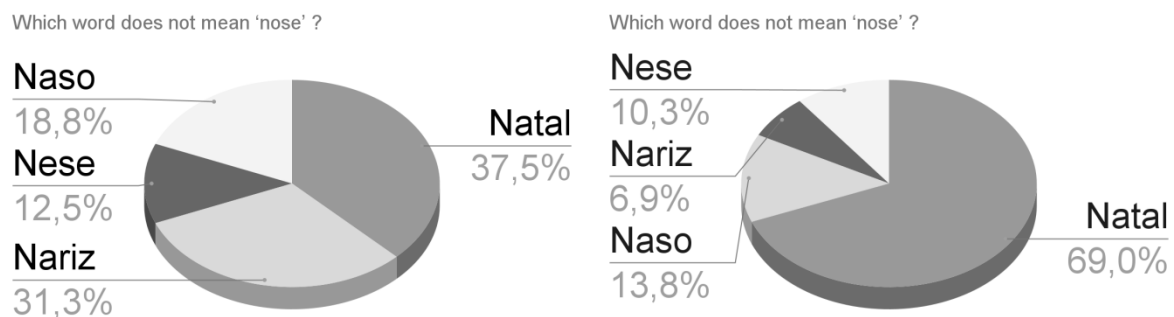 Which word does not mean ‘nose’ ?
Naso
18,8%
Nese
12,5%
Nariz
31,3%
Natal
37,5%
Which word does not mean ‘nose’ ?
Nese
10,3%
Nariz
6,9%
Naso
13,8%
Natal
69,0%